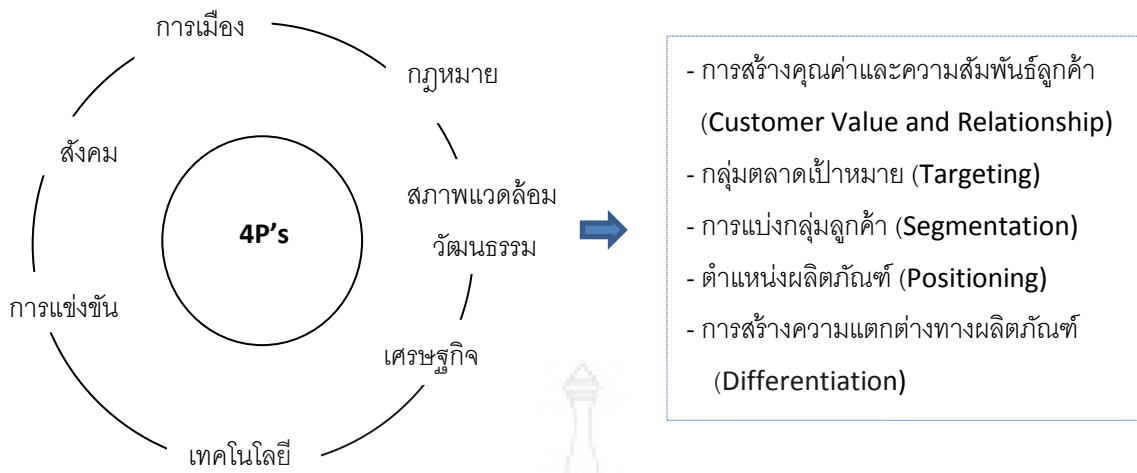 การเมือง
กฎหมาย
สังคม
สภาพแวดล้อม
วัฒนธรรม
4P's
การแข่งขัน
เศรษฐกิจ
เทคโนโลยี
- การสร้างคุณค่าและความสัมพันธ์ลูกค้า
(Customer Value and Relationship)
- กลุ่มตลาดเป้าหมาย (Targeting)
- การแบ่งกลุ่มลูกค้า (Segmentation)
- ตำแหน่งผลิตภัณฑ์ (Positioning)
- การสร้างความแตกต่างทางผลิตภัณฑ์
(Differentiation)